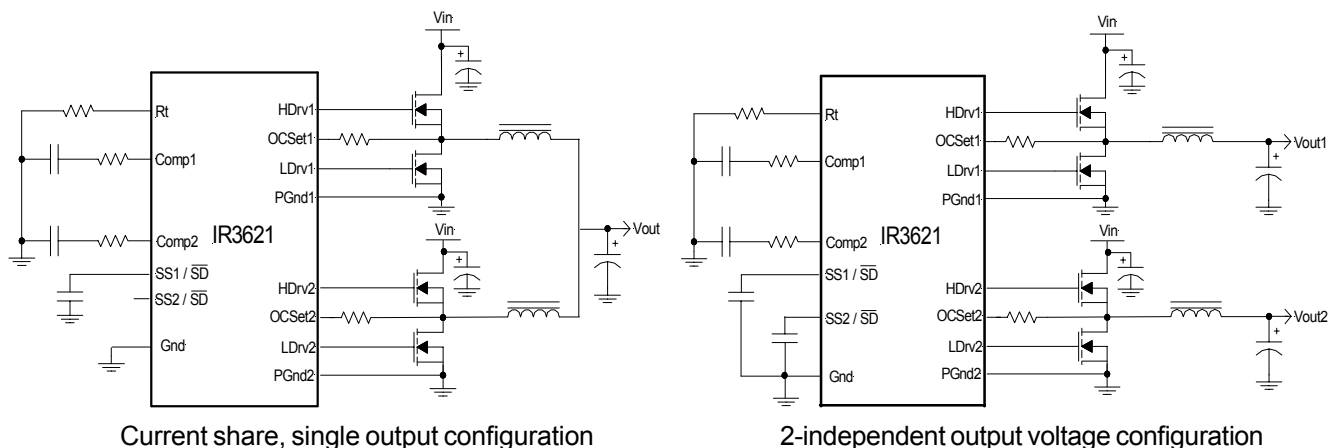 Vin
+
Rt
HDrv1
OCSet1
Comp1
LDrv1
PGnd1
Comp2
IR3621
Vin
Vout
+
SS1 / SD
+
SS2 / SD
HDrv2
OCSet2
Gnd
LDrv2
PGnd2
Current share, single output configuration
Vin
+
Rt
HDrv1
OCSet1
Vout1
Comp1
+
LDrv1
PGnd1
Comp2
IR3621
Vin
+
SS1 / SD
HDrv2
SS2 / SD
OCSet2
Vout2
LDrv2
+
Gnd
PGnd2
2-independent output voltage configuration